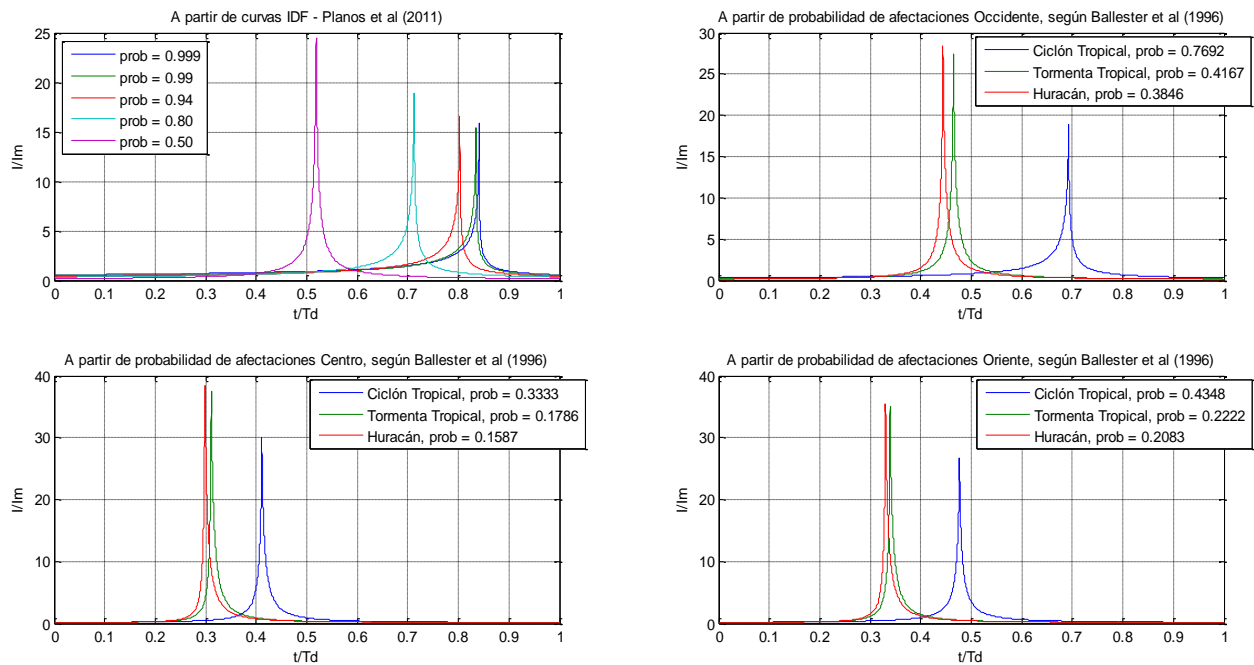 A partir de curvas IDF - Planos et al (2011)
25
20
15
10
5
0
I/Im
prob = 0.999
prob = 0.99
prob = 0.94
prob = 0.80
prob = 0.50
0 0.1 0.2 0.3 0.4 0.5 0.6 0.7 0.8 0.9 1
t/Td
A partir de probabilidad de afectaciones Occidente, según Ballester et al (1996)
30
25
20
15
10
5
0
I/Im
Ciclón Tropical, prob = 0.7692
Tormenta Tropical, prob = 0.4167
Huracán, prob = 0.3846
0 0.1 0.2 0.3 0.4 0.5 0.6 0.7 0.8 0.9 1
t/Td
A partir de probabilidad de afectaciones Centro, según Ballester et al (1996)
40
30
20
10
0
I/Im
Ciclón Tropical, prob = 0.3333
Tormenta Tropical, prob = 0.1786
Huracán, prob = 0.1587
0 0.1 0.2 0.3 0.4 0.5 0.6 0.7 0.8 0.9 1
t/Td
A partir de probabilidad de afectaciones Oriente, según Ballester et al (1996)
40
30
20
10
0
I/Im
Ciclón Tropical, prob = 0.4348
Tormenta Tropical, prob = 0.2222
Huracán, prob = 0.2083
0 0.1 0.2 0.3 0.4 0.5 0.6 0.7 0.8 0.9 1
t/Td